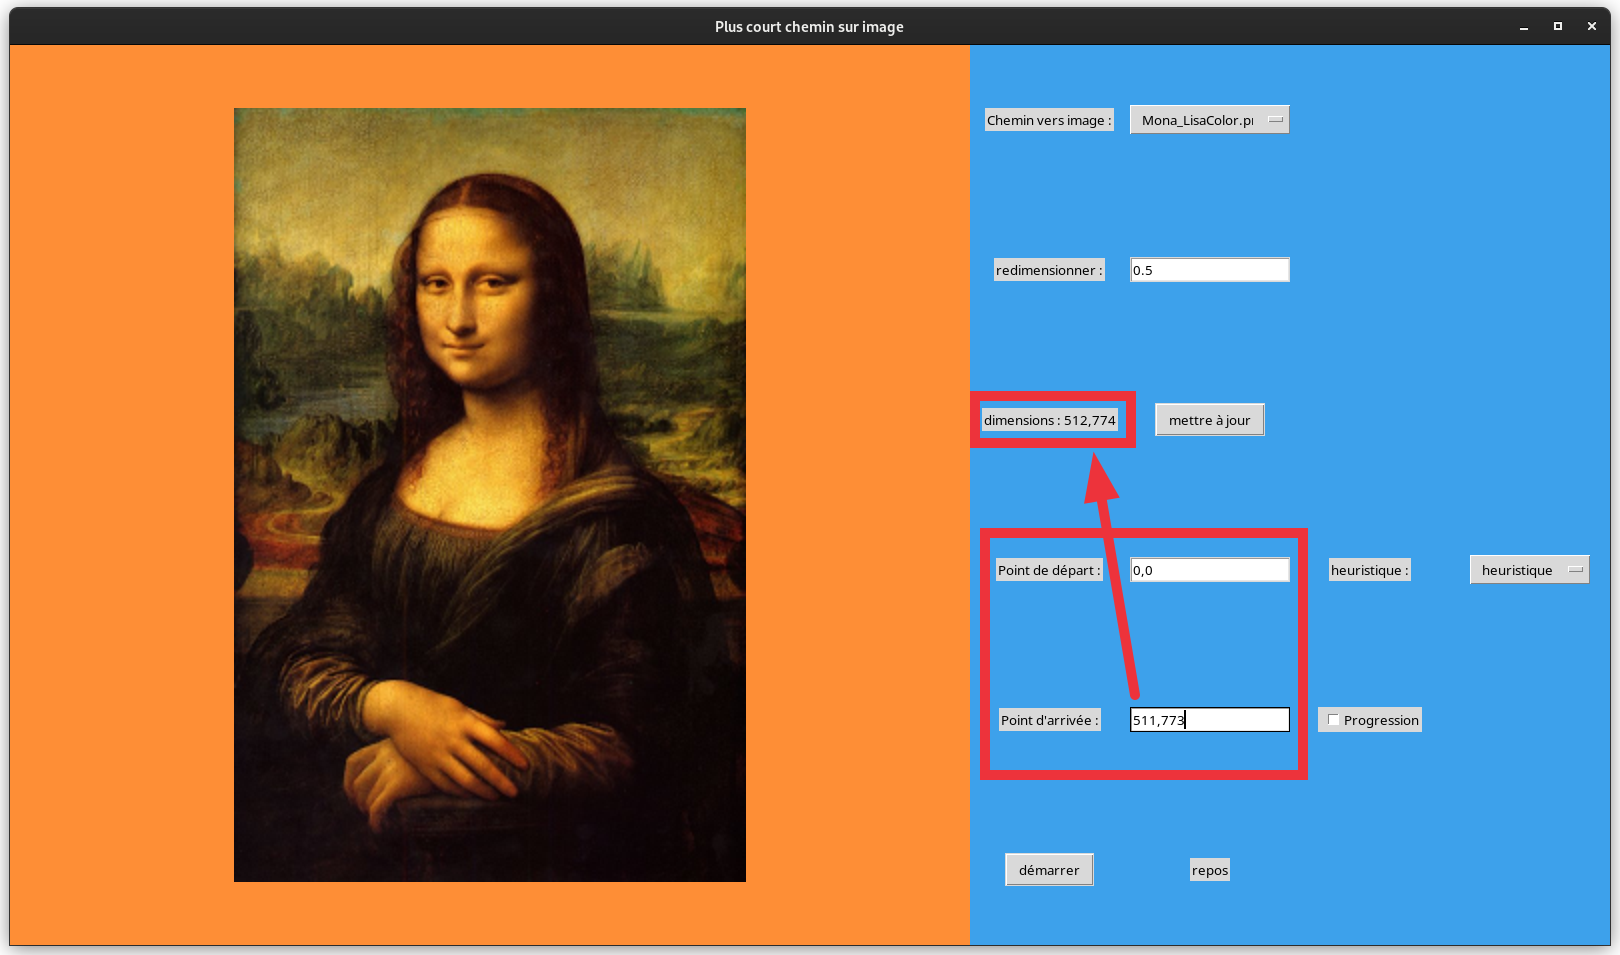 Plus court chemin sur image
Chemin vers image :
Mona_LisaColor.pr
redimensionner :
0.5
dimensions : 512,774
mettre à jour
Point de départ :
0,0
heuristique :
heuristique
Point d'arrivée :
511,773
Progression
démarrer
repos